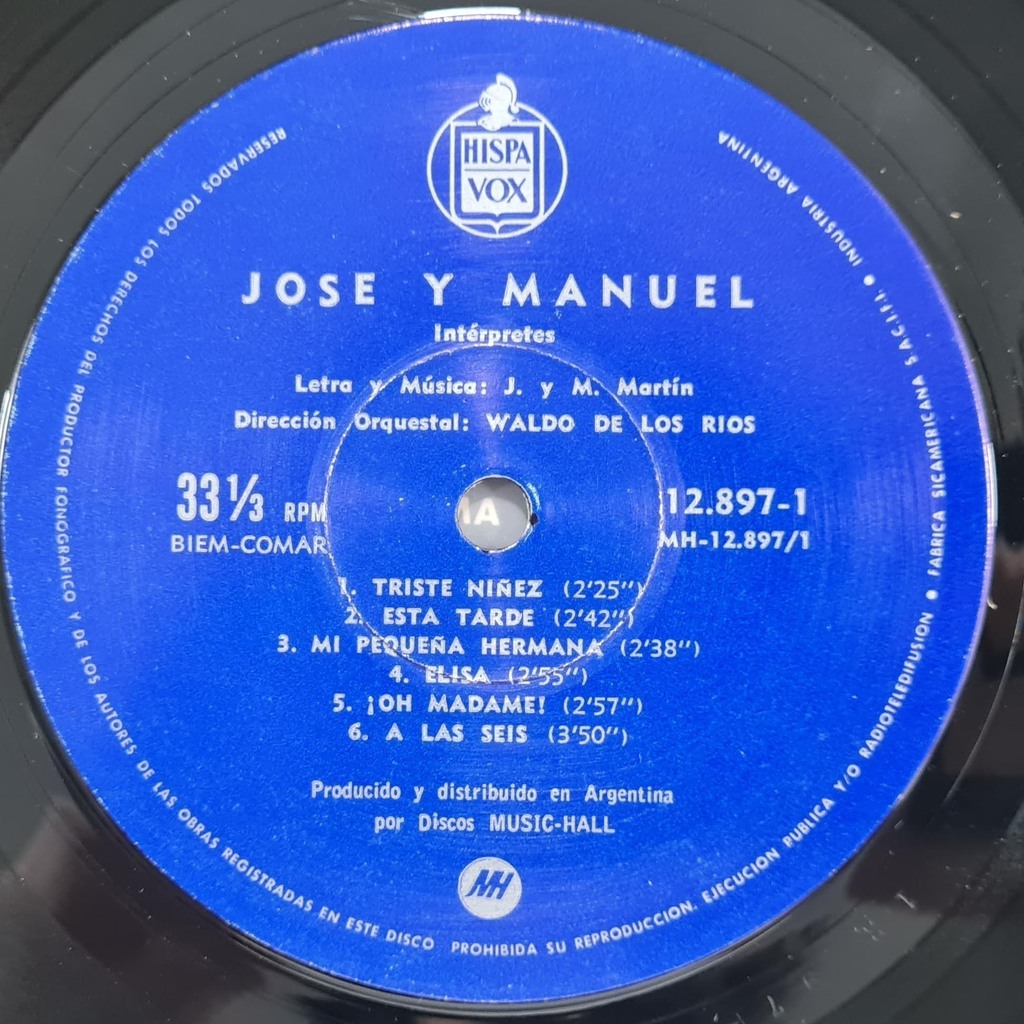 HISPA
VOX
JOSE Y MANUEL
Intérpretes
Letra y Música: J. y M. Martín
Dirección Orquestal: WALDO DE LOS RIOS
33 1/3 RPM
BIEM-COMAR
12.897-1
MH-12.897/1
1. TRISTE NIÑEZ (2'25")
2. ESTA TARDE (2'42")
3. MI PEQUEÑA HERMANA (2'38")
4. ELISA (2'55")
5. ¡OH MADAME! (2'57")
6. A LAS SEIS (3'50")
Producido y distribuido en Argentina
por Discos MUSIC-HALL
MH
RESERVADOS TODOS LOS DERECHOS DEL PRODUCTOR FONOGRAFICO Y DE LOS AUTORES DE LAS OBRAS REGISTRADAS EN ESTE DISCO PROHIBIDA SU REPRODUCCION. EJECUCION PUBLICA Y/O RADIOTELEDIFUSION ● FABRICA SICAMERICANA S.A.C.I.F.I. ● INDUSTRIA ARGENTINA